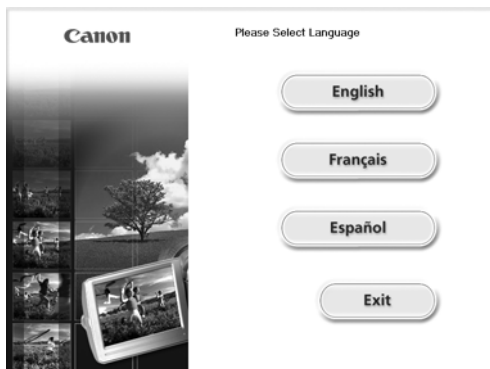 Canon
Please Select Language
English
Français
Español
Exit